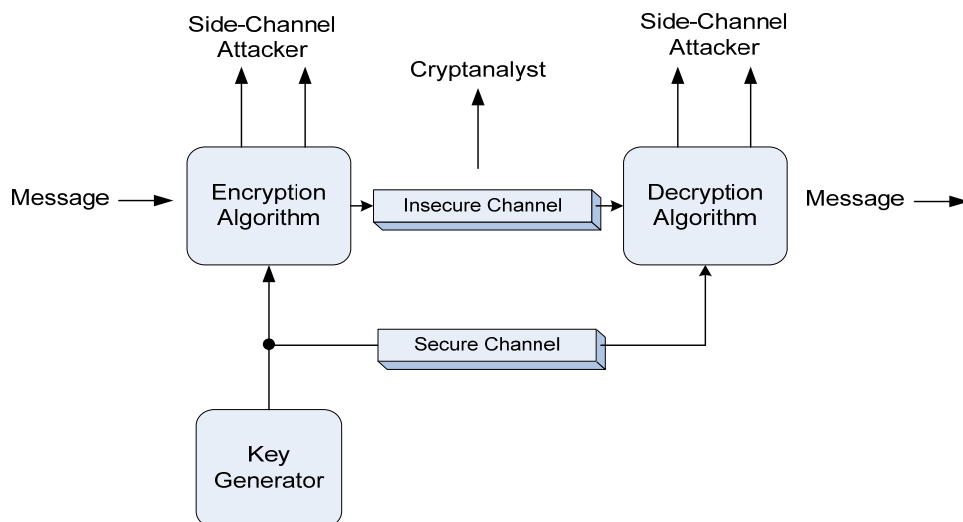 Side-Channel
Attacker
Side-Channel
Attacker
Cryptanalyst
Message
Encryption
Algorithm
Insecure Channel
Decryption
Algorithm
Message
Secure Channel
Key
Generator